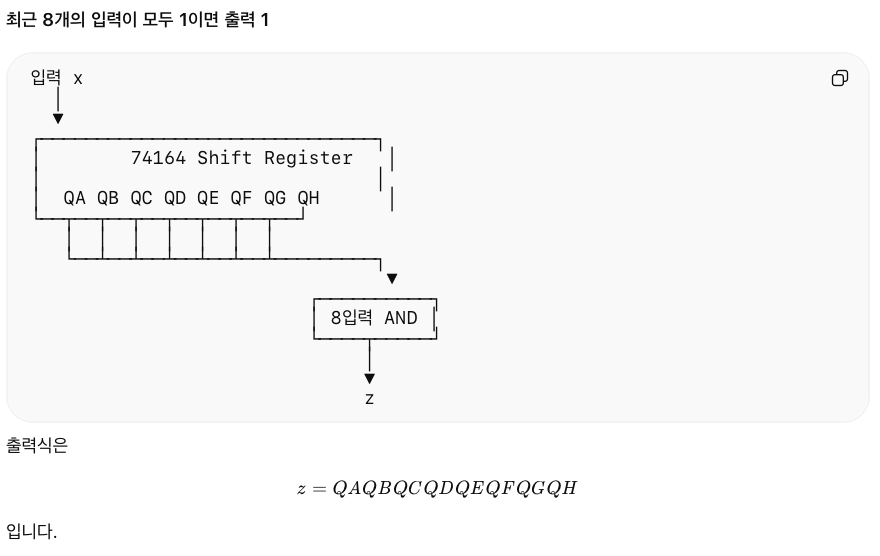 최근 8개의 입력이 모두 1이면 출력 1
입력 x
74164 Shift Register
QA QB QC QD QE QF QG QH
8입력 AND
z
출력식은
z = QAQBQCQDQEQFQGQH
입니다.